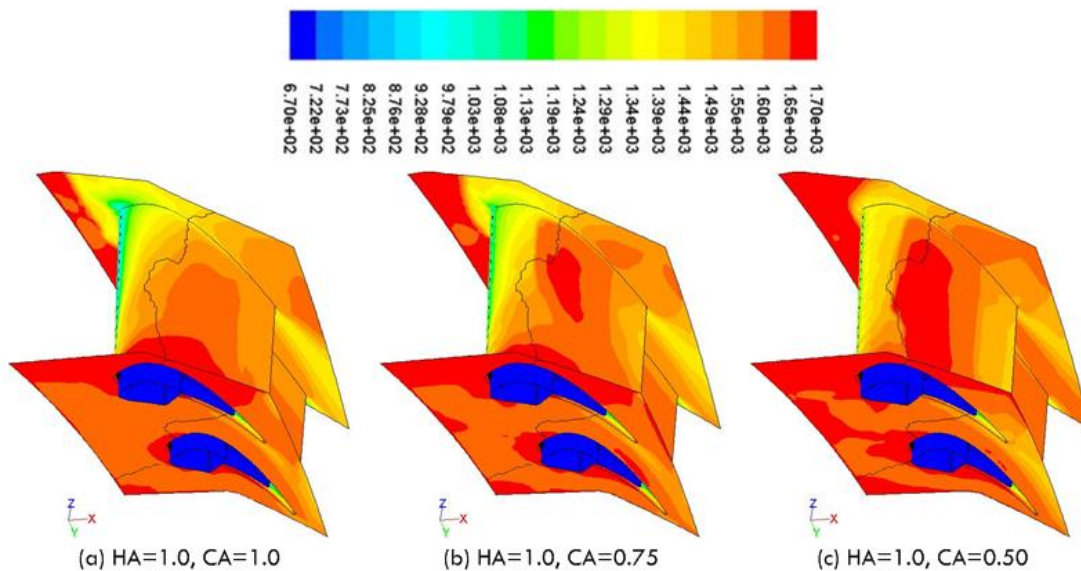 6.70e+02
7.22e+02
7.73e+02
8.25e+02
8.76e+02
9.28e+02
9.79e+02
1.03e+03
1.08e+03
1.13e+03
1.19e+03
1.24e+03
1.29e+03
1.34e+03
1.39e+03
1.44e+03
1.49e+03
1.55e+03
1.60e+03
1.65e+03
1.70e+03
Z
X
Y
Z
X
Y
Z
X
Y
(a) HA=1.0, CA=1.0
(b) HA=1.0, CA=0.75
(c) HA=1.0, CA=0.50